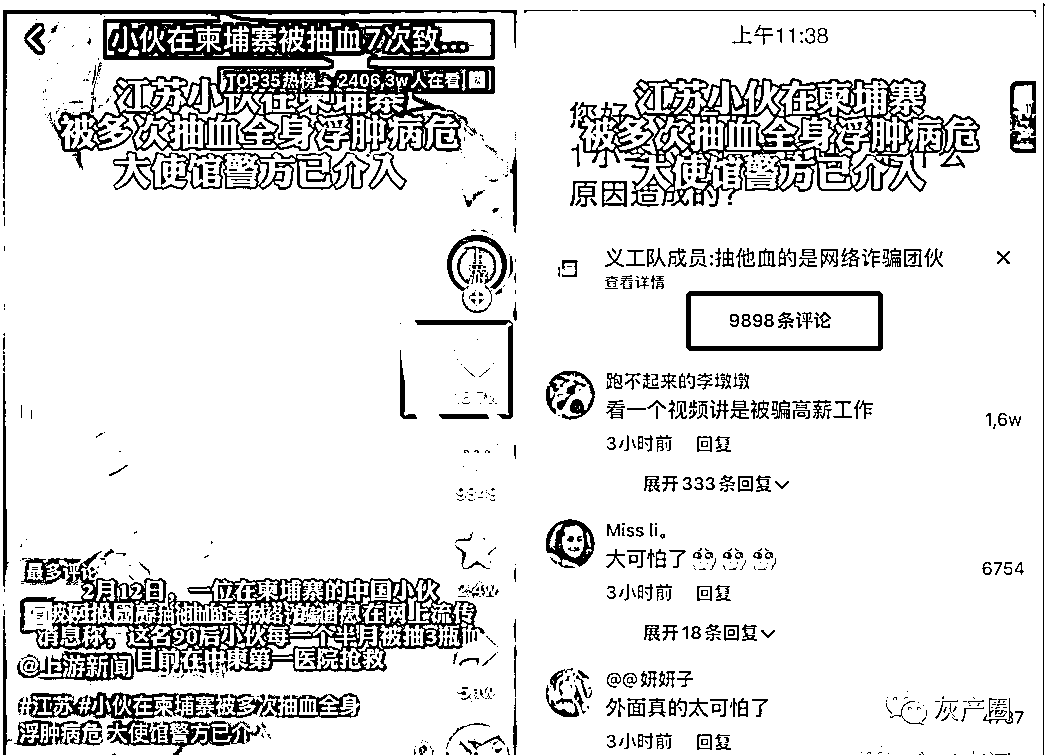 小伙在柬埔寨被抽血7次致...
TOP35热榜
2406.3w人在看
江苏小伙在柬埔寨
被多次抽血全身浮肿病危
大使馆警方已介入
最多评论
2月12日，一位在柬埔寨的中国小伙
消息在网上流传
消息称，这名90后小伙每一个半月被抽3瓶血
目前在中柬第一医院抢救
@上游新闻
#江苏 #小伙在柬埔寨被多次抽血全身
浮肿病危 大使馆警方已介
上午11:38
您好
江苏小伙在柬埔寨
被多次抽血全身浮肿病危
大使馆警方已介入
原因造成的?
义工队成员:抽他血的是网络诈骗团伙
查看详情
9898条评论
跑不起来的李墩墩
看一个视频讲是被骗高薪工作
1,6w
3小时前 回复
展开333条回复
Miss li。
大可怕了
6754
3小时前 回复
展开18条回复
@@妍妍子
外面真的太可怕了
3小时前 回复
灰产圈